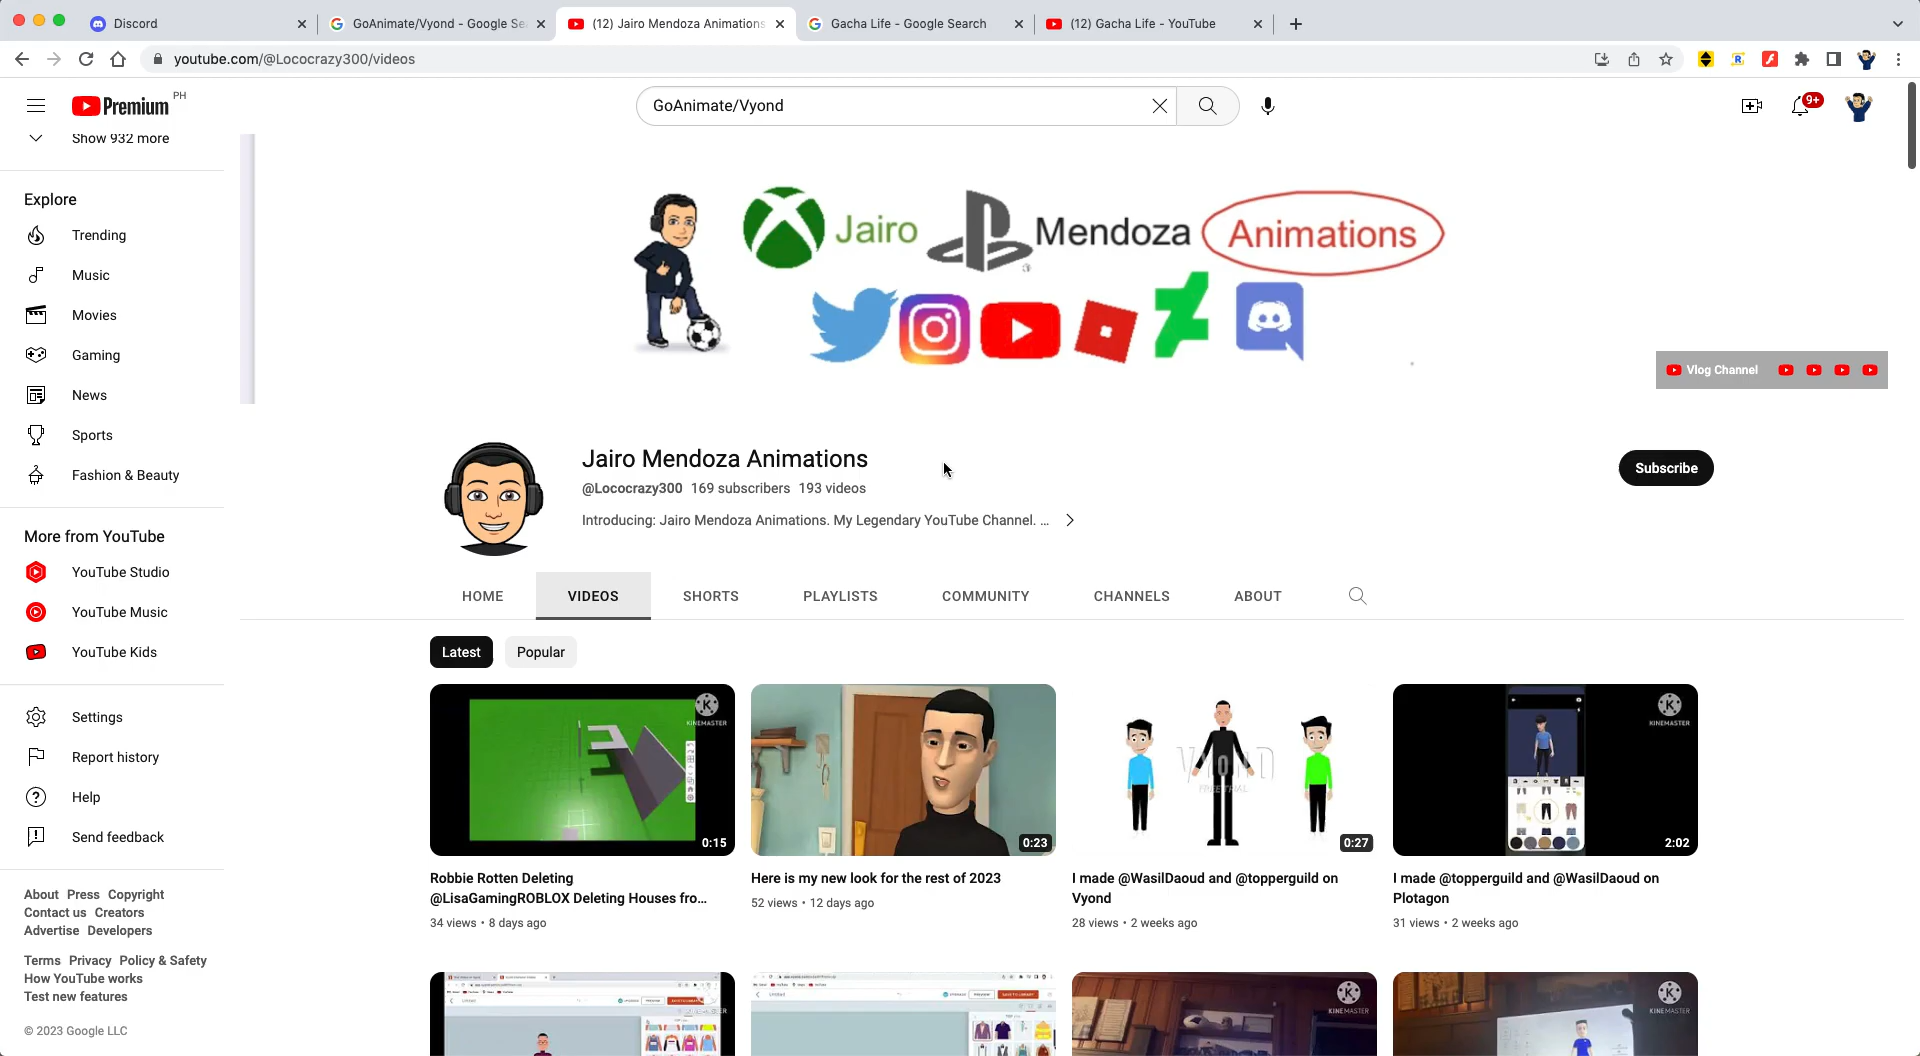 Discord
GoAnimate/Vyond - Google Se
(12) Jairo Mendoza Animations
Gacha Life - Google Search
(12) Gacha Life - YouTube
youtube.com/@Lococrazy300/videos
Premium PH
GoAnimate/Vyond
9+
Show 932 more
Explore
Trending
Music
Movies
Gaming
News
Sports
Fashion & Beauty
More from YouTube
YouTube Studio
YouTube Music
YouTube Kids
Settings
Report history
Help
Send feedback
About Press Copyright
Contact us Creators
Advertise Developers
Terms Privacy Policy & Safety
How YouTube works
Test new features
© 2023 Google LLC
Jairo Mendoza Animations
Vlog Channel
Jairo Mendoza Animations
@Lococrazy300 169 subscribers 193 videos
Introducing: Jairo Mendoza Animations. My Legendary YouTube Channel. ...
Subscribe
HOME VIDEOS SHORTS PLAYLISTS COMMUNITY CHANNELS ABOUT
Latest Popular
KINEMASTER
0:15
Robbie Rotten Deleting
@LisaGamingROBLOX Deleting Houses fro...
34 views • 8 days ago
0:23
Here is my new look for the rest of 2023
52 views • 12 days ago
VYOND
FREE TRIAL
0:27
I made @WasilDaoud and @topperguild on
Vyond
28 views • 2 weeks ago
KINEMASTER
2:02
I made @topperguild and @WasilDaoud on
Plotagon
31 views • 2 weeks ago
KINEMASTER
KINEMASTER